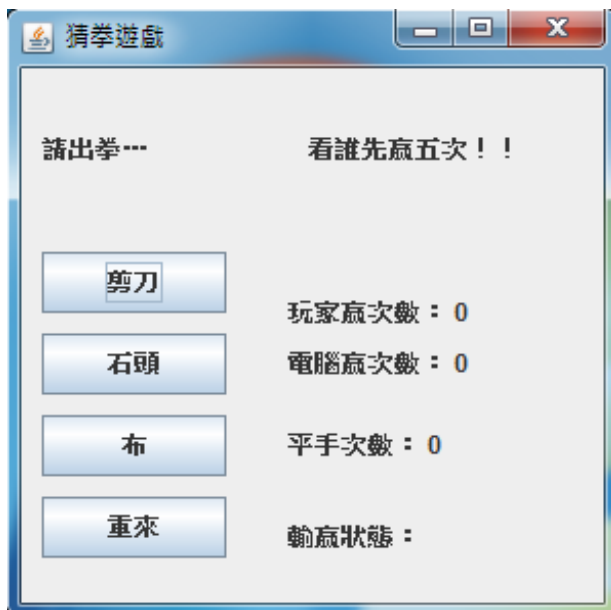 猜拳遊戲
請出拳…
看誰先贏五次！！
剪刀
玩家贏次數：0
石頭
電腦贏次數：0
布
平手次數：0
重來
輸贏狀態：